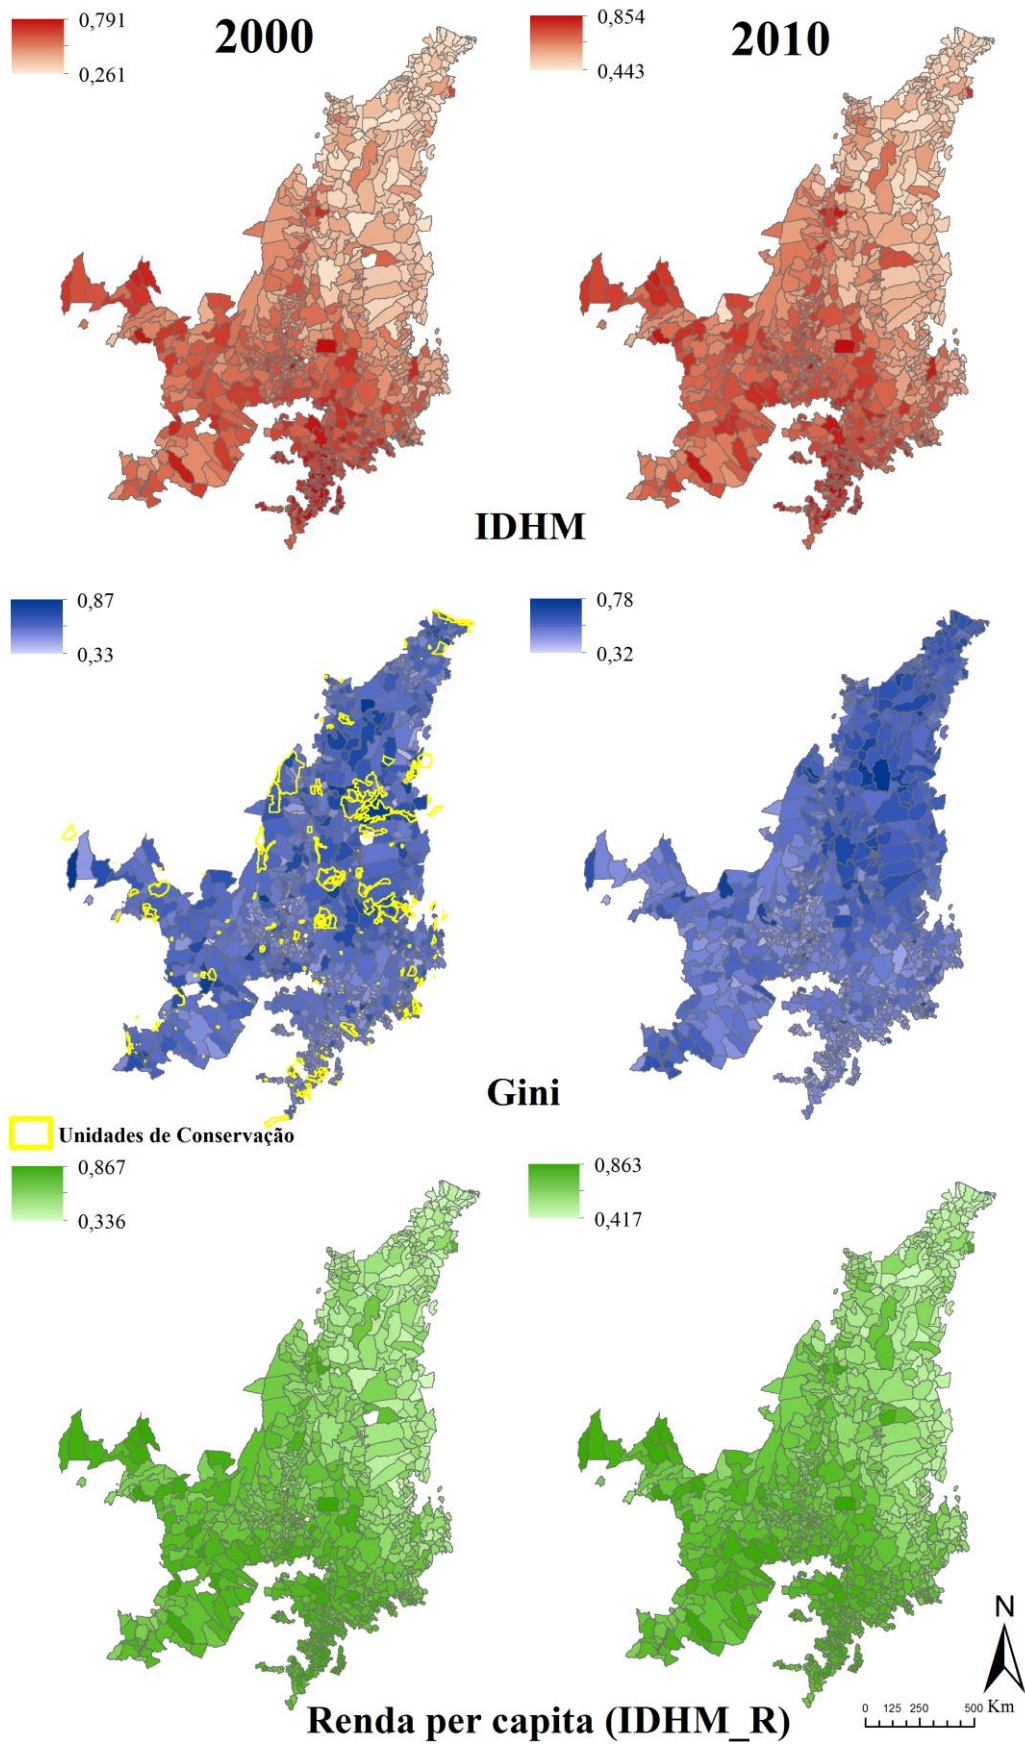 2000
2010
0,791
0,261
0,854
0,443
IDHM
0,87
0,33
0,78
0,32
Gini
Unidades de Conservação
0,867
0,336
0,863
0,417
N
0 125 250 500 Km
Renda per capita (IDHM_R)